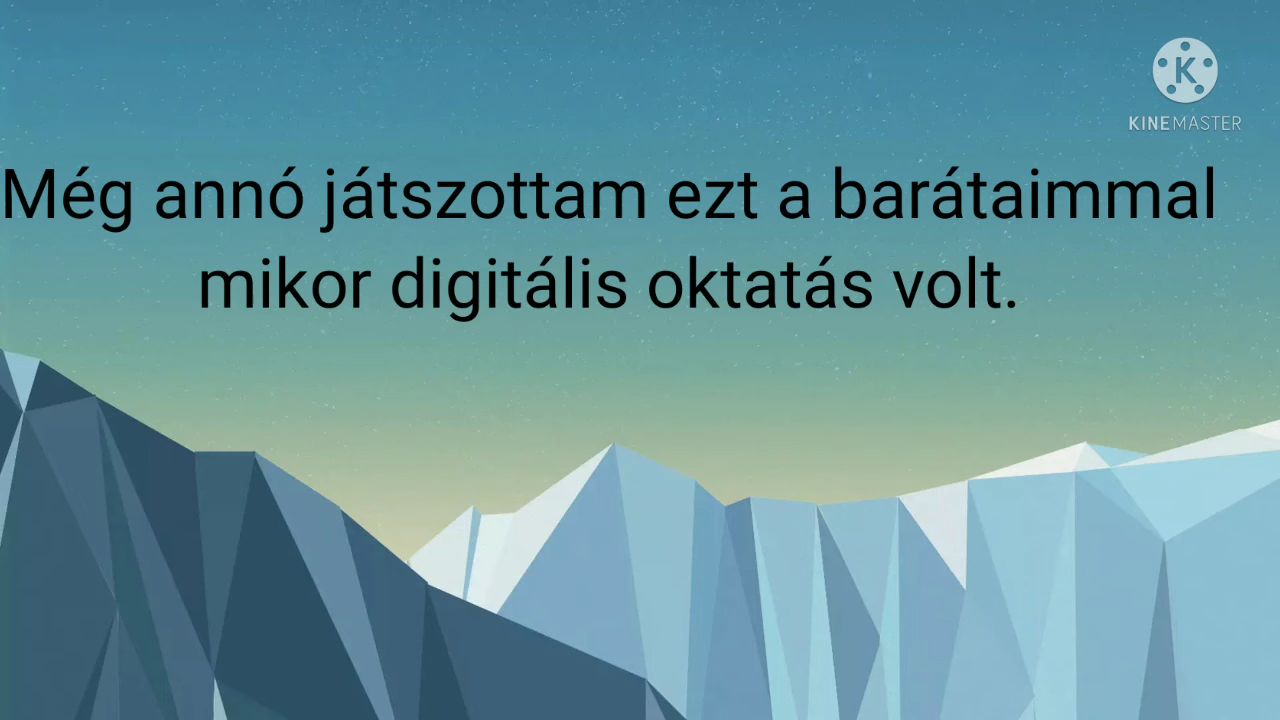 KINEMASTER
Még annó játszottam ezt a barátaimmal
mikor digitális oktatás volt.